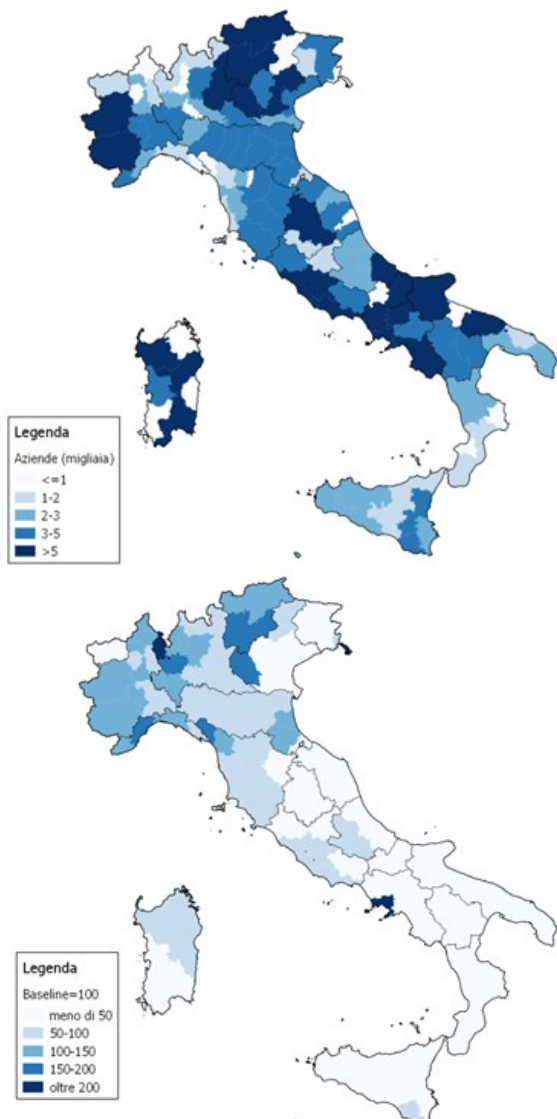 Legenda
Aziende (migliaia)
<=1
1-2
2-3
3-5
>5
Legenda
Baseline=100
meno di 50
50-100
100-150
150-200
oltre 200